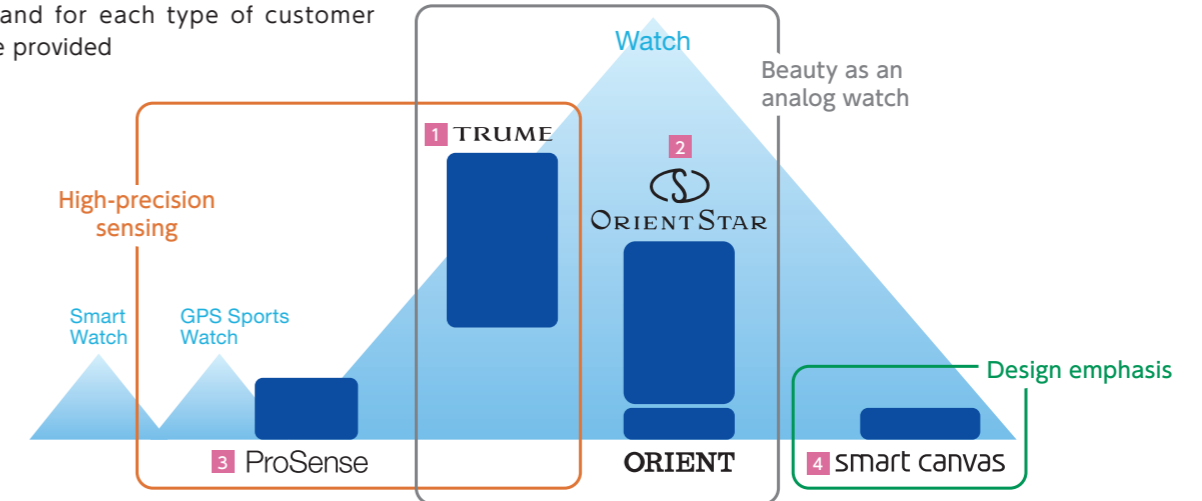 and for each type of customer
e provided
Watch
Beauty as an
analog watch
1 TRUME
2
ORIENT STAR
High-precision
sensing
Smart
Watch
GPS Sports
Watch
Design emphasis
3 ProSense
ORIENT
4 smart canvas